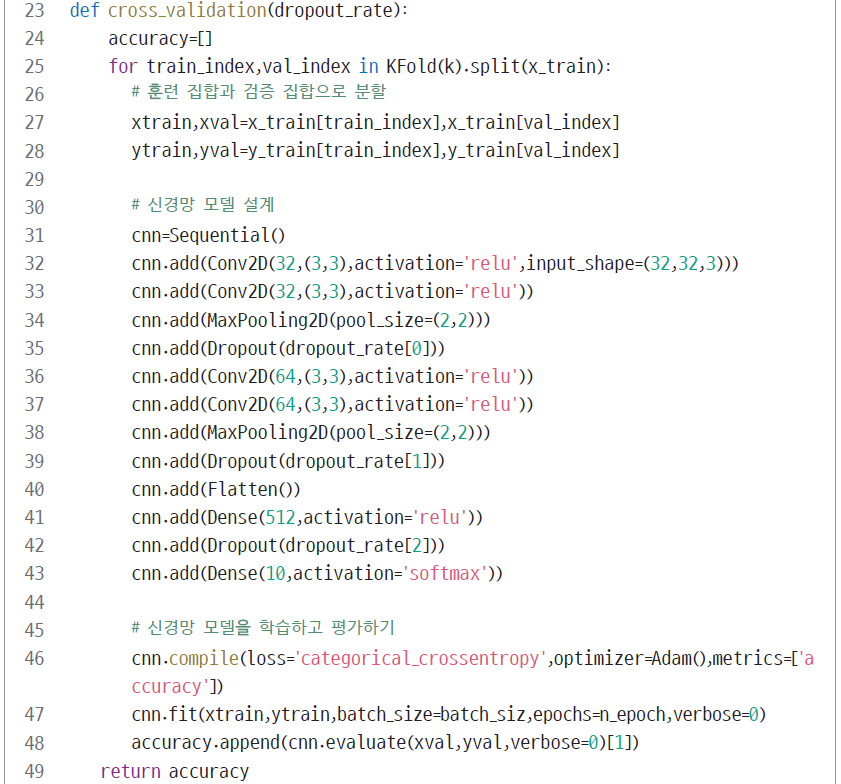 23 def cross_validation(dropout_rate):
24 accuracy=[]
25 for train_index,val_index in KFold(k).split(x_train):
26 # 훈련 집합과 검증 집합으로 분할
27 xtrain,xval=x_train[train_index],x_train[val_index]
28 ytrain,yval=y_train[train_index],y_train[val_index]
29
30 # 신경망 모델 설계
31 cnn=Sequential()
32 cnn.add(Conv2D(32,(3,3),activation='relu',input_shape=(32,32,3)))
33 cnn.add(Conv2D(32,(3,3),activation='relu'))
34 cnn.add(MaxPooling2D(pool_size=(2,2)))
35 cnn.add(Dropout(dropout_rate[0]))
36 cnn.add(Conv2D(64,(3,3),activation='relu'))
37 cnn.add(Conv2D(64,(3,3),activation='relu'))
38 cnn.add(MaxPooling2D(pool_size=(2,2)))
39 cnn.add(Dropout(dropout_rate[1]))
40 cnn.add(Flatten())
41 cnn.add(Dense(512,activation='relu'))
42 cnn.add(Dropout(dropout_rate[2]))
43 cnn.add(Dense(10,activation='softmax'))
44
45 # 신경망 모델을 학습하고 평가하기
46 cnn.compile(loss='categorical_crossentropy',optimizer=Adam(),metrics=['a
ccuracy'])
47 cnn.fit(xtrain,ytrain,batch_size=batch_siz,epochs=n_epoch,verbose=0)
48 accuracy.append(cnn.evaluate(xval,yval,verbose=0)[1])
49 return accuracy